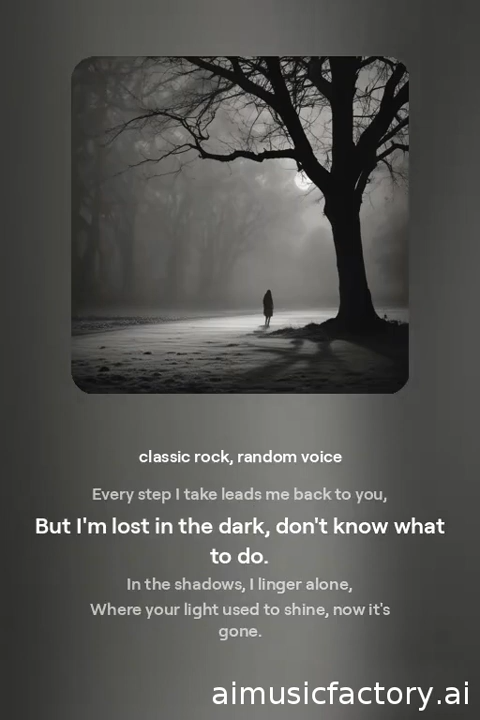 classic rock, random voice
Every step I take leads me back to you,
But I'm lost in the dark, don't know what
to do.
In the shadows, I linger alone,
Where your light used to shine, now it's
gone.
aimusicfactory.ai